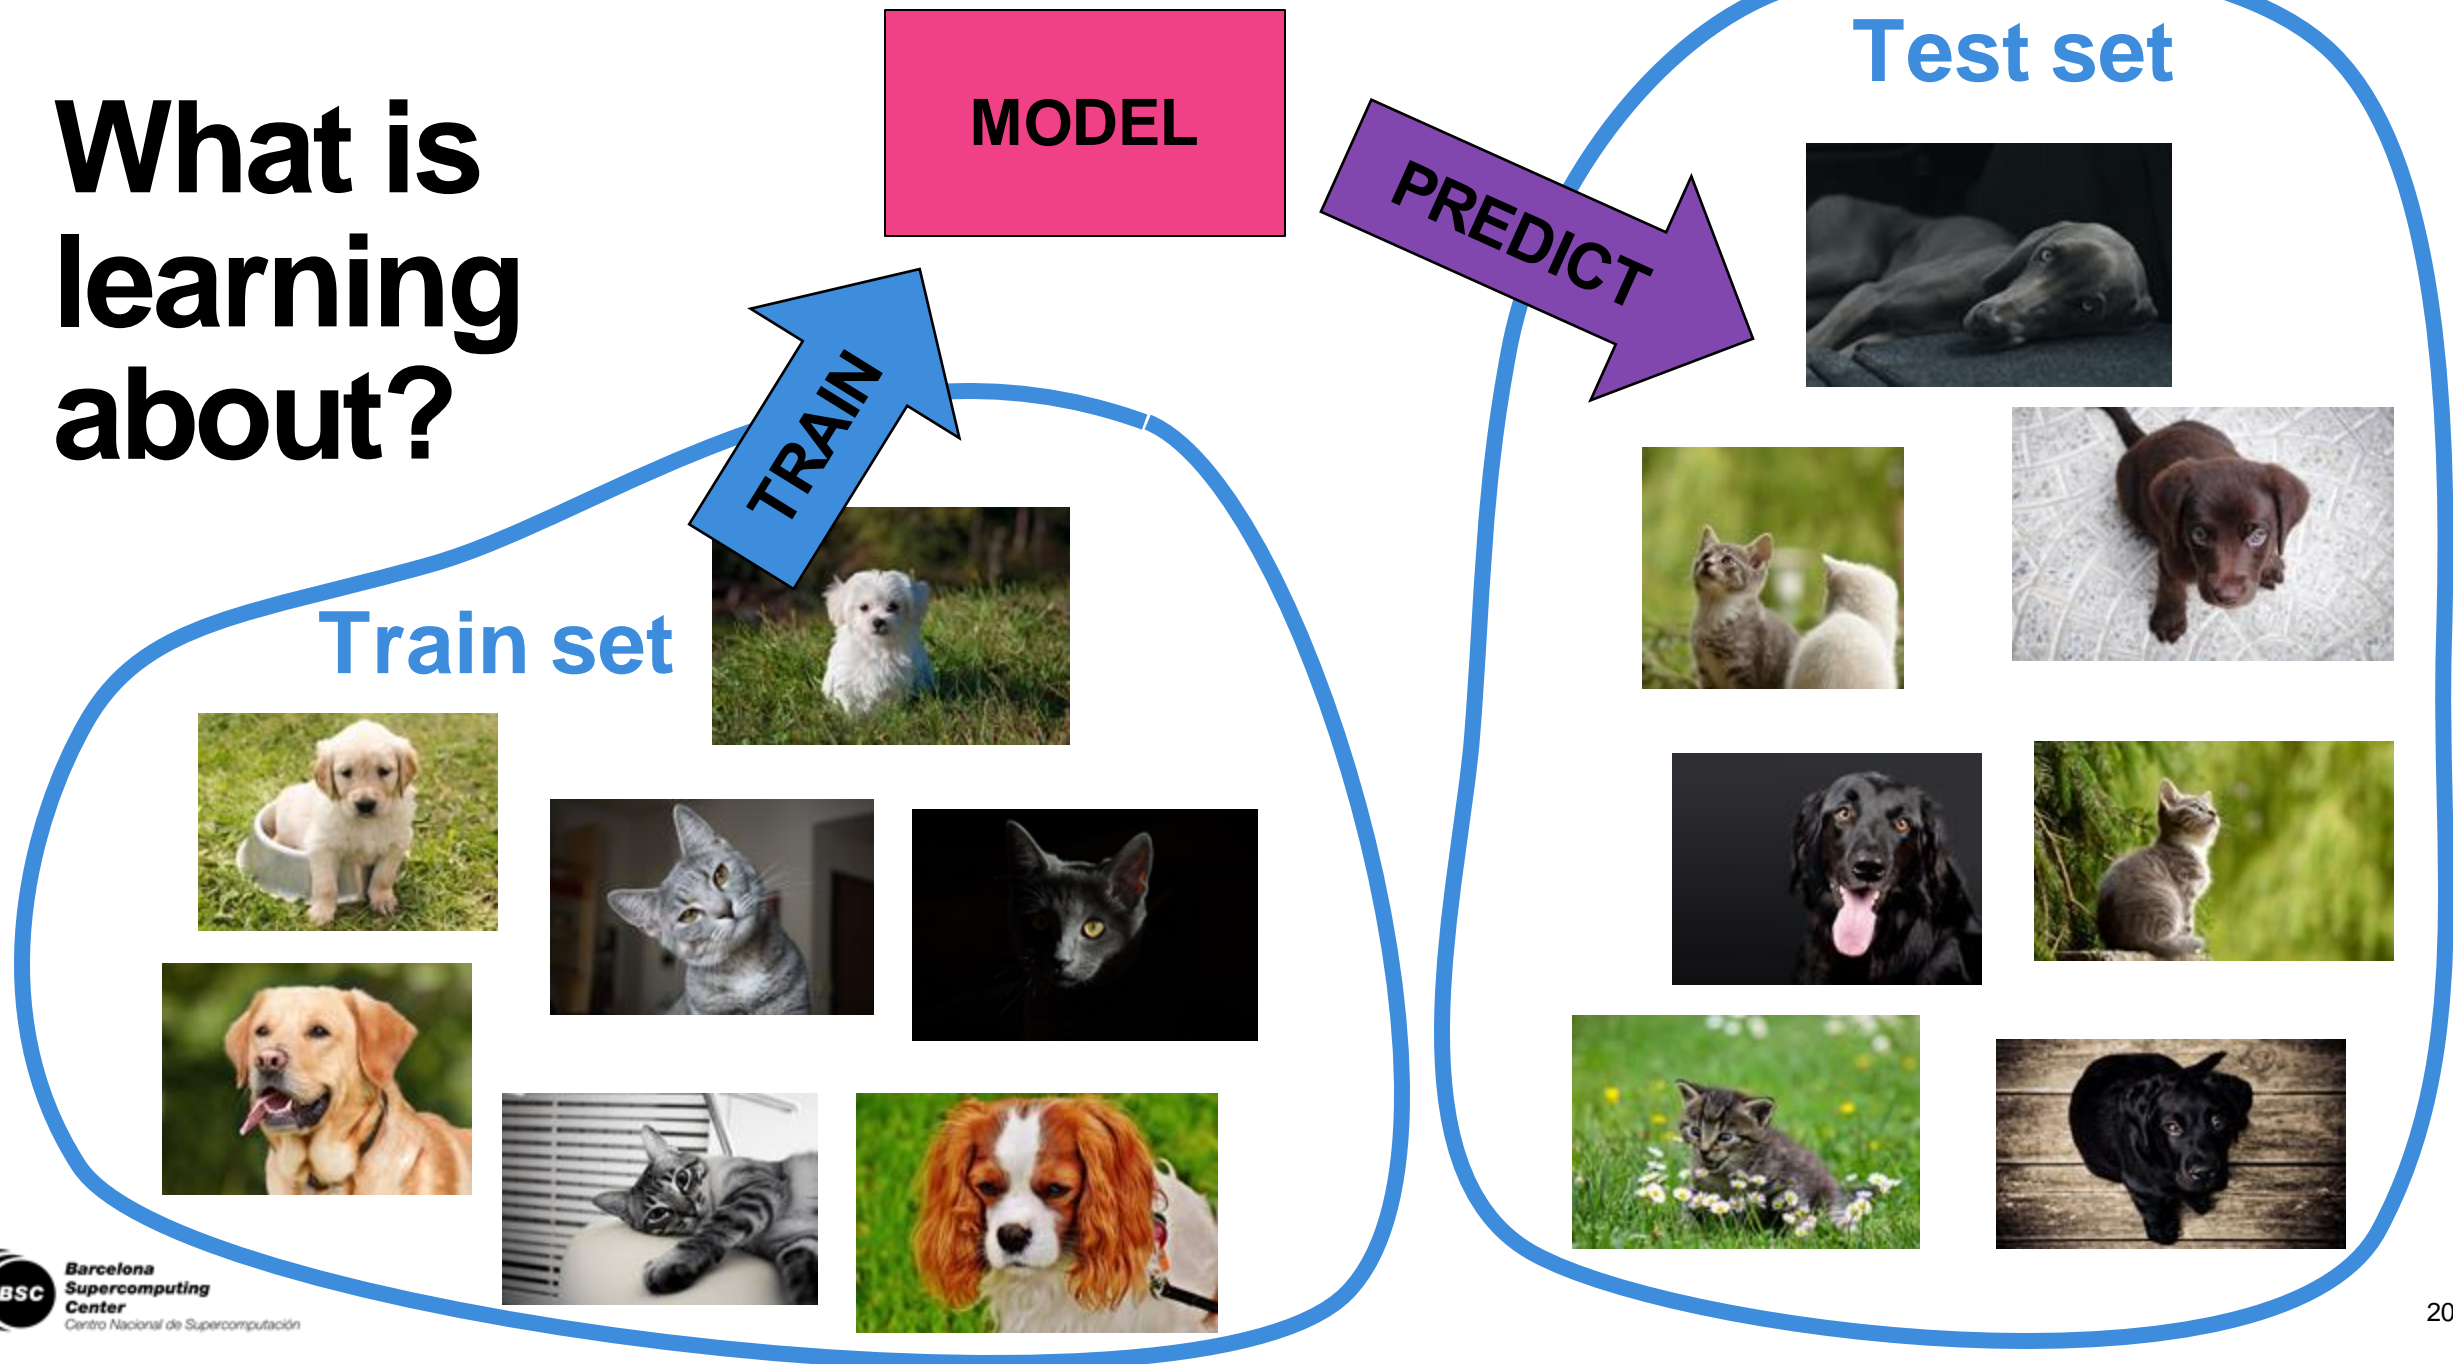 What is
learning
about?
MODEL
Test set
PREDICT
TRAIN
Train set
BSC
Barcelona
Supercomputing
Center
Centro Nacional de Supercomputación
20